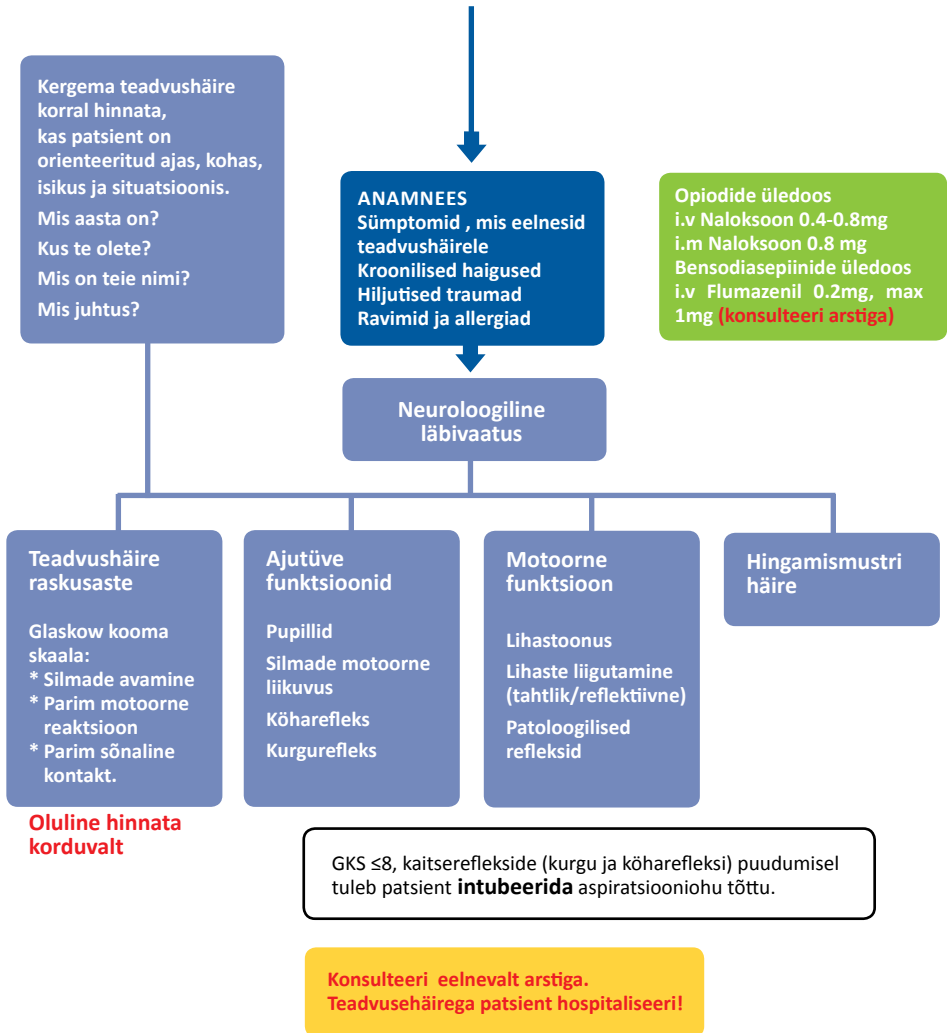 Kergema teadvushäire
korral hinnata,
kas patsient on
orienteeritud ajas, kohas,
isikus ja situatsioonis.
Mis aasta on?
Kus te olete?
Mis on teie nimi?
Mis juhtus?
ANAMNEES
Sümptomid , mis eelnesid
teadvushäirele
Kroonilised haigused
Hiljutised traumad
Ravimid ja allergiad
Opiodide üledoos
i.v Naloksoon 0.4-0.8mg
i.m Naloksoon 0.8 mg
Bensodiasepiinide üledoos
i.v Flumazenil 0.2mg, max
1mg (konsulteeri arstiga)
Neuroloogiline
läbivaatus
Teadvushäire
raskusaste
Glaskow kooma
skaala:
* Silmade avamine
* Parim motoorne
reaktsioon
* Parim sõnaline
kontakt.
Oluline hinnata
korduvalt
Ajutüve
funktsioonid
Pupillid
Silmade motoorne
liikuvus
Köharefleks
Kurgurefleks
Motoorne
funktsioon
Lihastoonus
Lihaste liigutamine
(tahtlik/reflektiivne)
Patoloogilised
refleksid
Hingamismustri
häire
GKS ≤8, kaitserefleksside (kurgu ja köharefleksi) puudumisel
tuleb patsient intubeerida aspiratsiooniohu tõttu.
Konsulteeri eelnevalt arstiga.
Teadvusehäirega patsient hospitaliseeri!